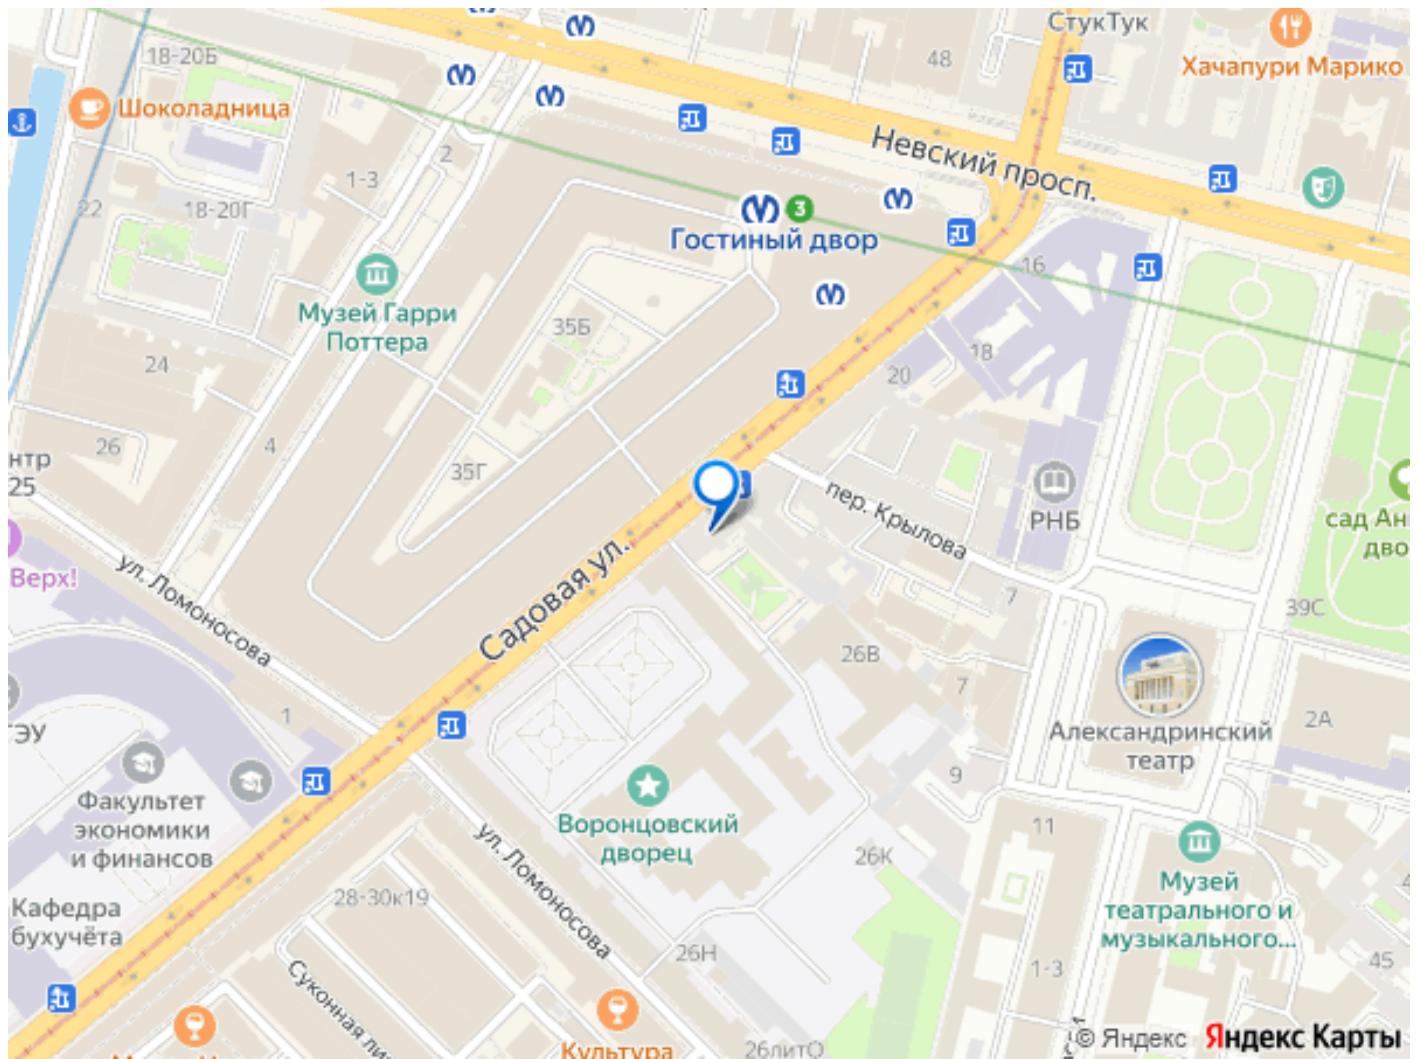 СтукТук
18-20Б
48
Хачапури Марико
Шоколадница
Невский просп.
2
1-3
22
18-20Г
3
Гостиный двор
16
Музей Гарри
Поттера
35Б
18
24
20
26
4
нтр
25
35Г
пер. Крылова
РНБ
сад Ан
дво
Верх!
ул. Ломоносова
Садовая ул.
7
39С
26В
7
1
2А
ЭУ
Александринский
театр
9
Факультет
экономики
и финансов
Воронцовский
дворец
ул. Ломоносова
11
26К
28-30к19
Музей
театрального и
музыкального...
Кафедра
бухучёта
26Н
1-3
45
Суконная
Культура
26литО
© Яндекс Яндекс Карты